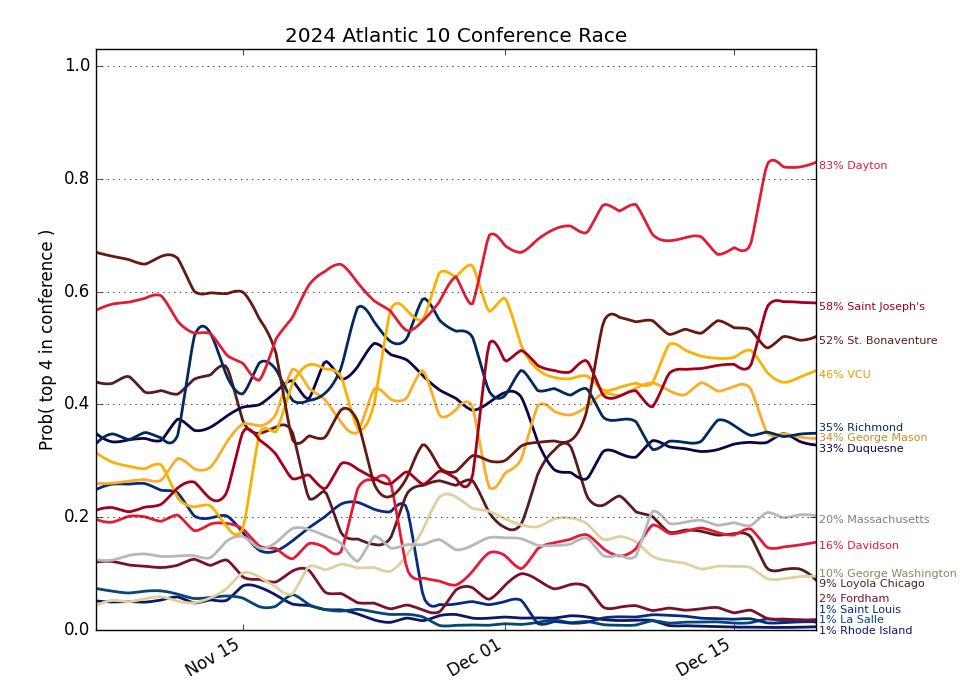 2024 Atlantic 10 Conference Race
Prob( top 4 in conference )
1.0
0.8
0.6
0.4
0.2
0.0
Nov 15
Dec 01
Dec 15
83% Dayton
58% Saint Joseph's
52% St. Bonaventure
46% VCU
35% Richmond
34% George Mason
33% Duquesne
20% Massachusetts
16% Davidson
10% George Washington
9% Loyola Chicago
2% Fordham
1% Saint Louis
1% La Salle
1% Rhode Island